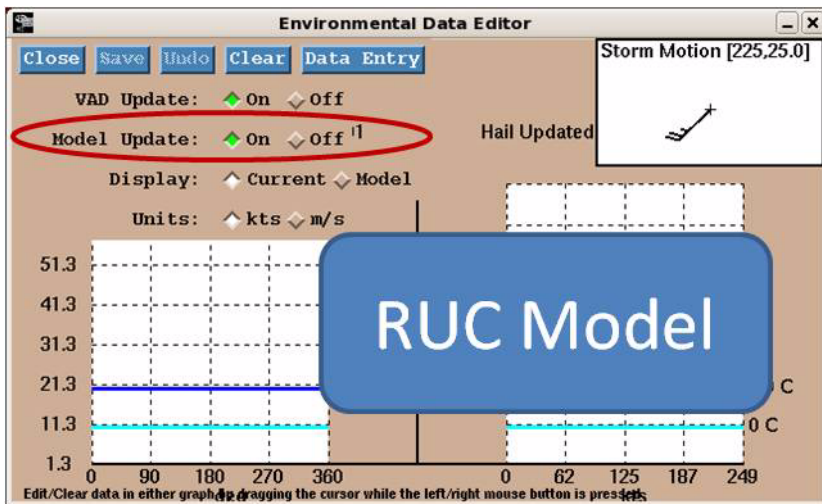 Environmental Data Editor
Close Save Undo Clear Data Entry
Storm Motion [225,25.0]
VAD Update: On Off
Model Update: On Off
Hail Updated
Display: Current Model
Units: kts m/s
RUC Model
51.3
41.3
31.3
21.3
C
11.3
0 C
1.3
0 90 180 270 360
0 62 125 187 249
Edit/Clear data in either graph by dragging the cursor while the left/right mouse button is pressed.
deg
kts